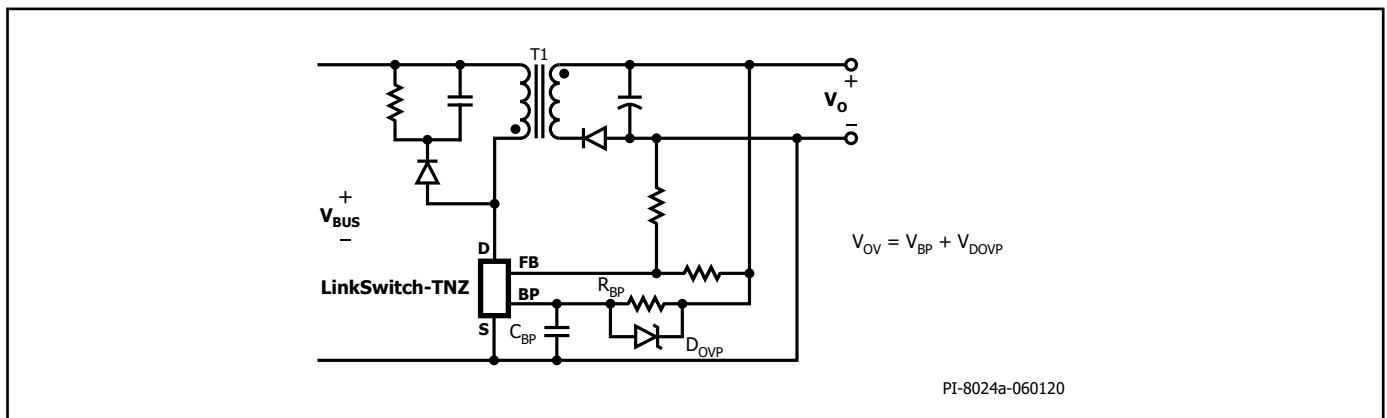 T1
+
V_O
−
+
V_BUS
−
V_OV = V_BP + V_DOVP
D
FB
LinkSwitch-TNZ
BP
R_BP
S
C_BP
D_OVP
PI-8024a-060120